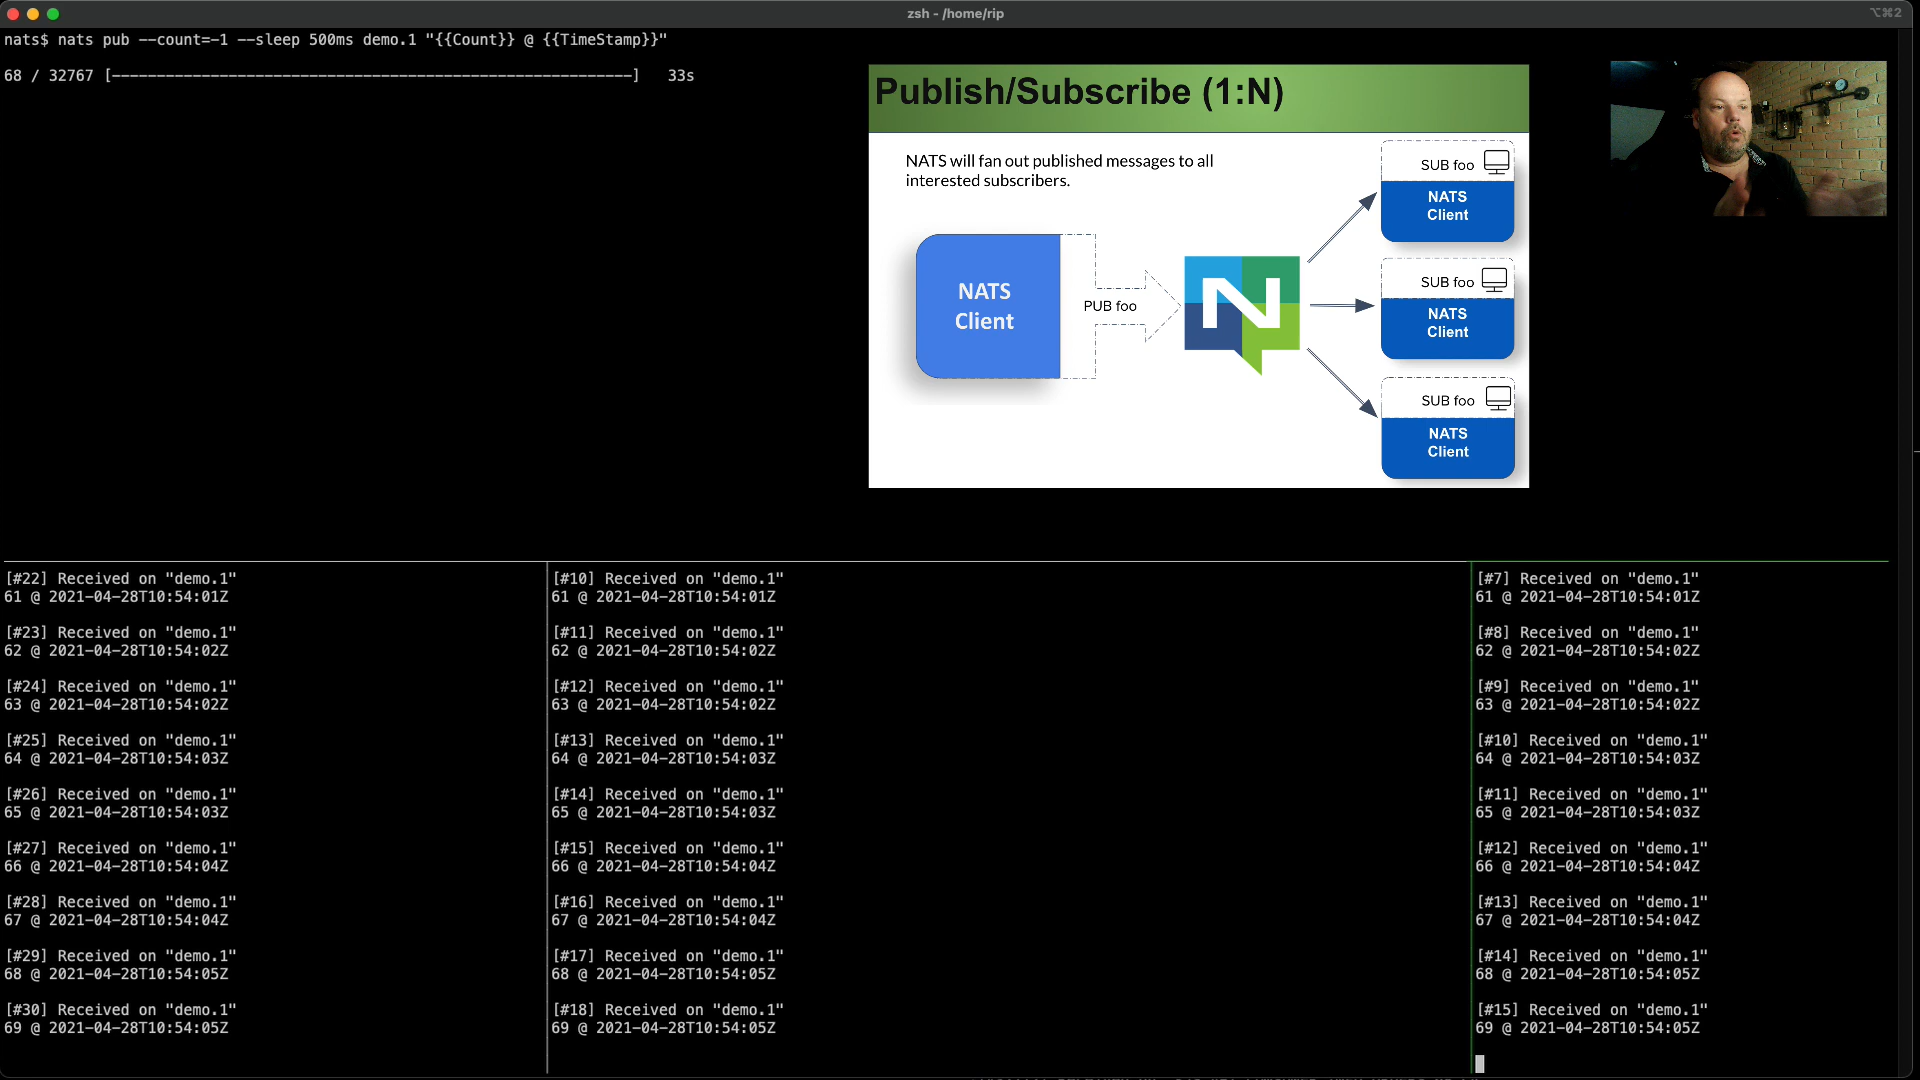 zsh - /home/rip
⌥⌘2
nats$ nats pub --count=-1 --sleep 500ms demo.1 "{{Count}} @ {{TimeStamp}}"
68 / 32767 [------------------------------------------------------------] 33s
Publish/Subscribe (1:N)
NATS will fan out published messages to all
interested subscribers.
NATS
Client
PUB foo
N
SUB foo
NATS
Client
SUB foo
NATS
Client
SUB foo
NATS
Client
[#22] Received on "demo.1"
61 @ 2021-04-28T10:54:01Z
[#23] Received on "demo.1"
62 @ 2021-04-28T10:54:02Z
[#24] Received on "demo.1"
63 @ 2021-04-28T10:54:02Z
[#25] Received on "demo.1"
64 @ 2021-04-28T10:54:03Z
[#26] Received on "demo.1"
65 @ 2021-04-28T10:54:03Z
[#27] Received on "demo.1"
66 @ 2021-04-28T10:54:04Z
[#28] Received on "demo.1"
67 @ 2021-04-28T10:54:04Z
[#29] Received on "demo.1"
68 @ 2021-04-28T10:54:05Z
[#30] Received on "demo.1"
69 @ 2021-04-28T10:54:05Z
[#10] Received on "demo.1"
61 @ 2021-04-28T10:54:01Z
[#11] Received on "demo.1"
62 @ 2021-04-28T10:54:02Z
[#12] Received on "demo.1"
63 @ 2021-04-28T10:54:02Z
[#13] Received on "demo.1"
64 @ 2021-04-28T10:54:03Z
[#14] Received on "demo.1"
65 @ 2021-04-28T10:54:03Z
[#15] Received on "demo.1"
66 @ 2021-04-28T10:54:04Z
[#16] Received on "demo.1"
67 @ 2021-04-28T10:54:04Z
[#17] Received on "demo.1"
68 @ 2021-04-28T10:54:05Z
[#18] Received on "demo.1"
69 @ 2021-04-28T10:54:05Z
[#7] Received on "demo.1"
61 @ 2021-04-28T10:54:01Z
[#8] Received on "demo.1"
62 @ 2021-04-28T10:54:02Z
[#9] Received on "demo.1"
63 @ 2021-04-28T10:54:02Z
[#10] Received on "demo.1"
64 @ 2021-04-28T10:54:03Z
[#11] Received on "demo.1"
65 @ 2021-04-28T10:54:03Z
[#12] Received on "demo.1"
66 @ 2021-04-28T10:54:04Z
[#13] Received on "demo.1"
67 @ 2021-04-28T10:54:04Z
[#14] Received on "demo.1"
68 @ 2021-04-28T10:54:05Z
[#15] Received on "demo.1"
69 @ 2021-04-28T10:54:05Z